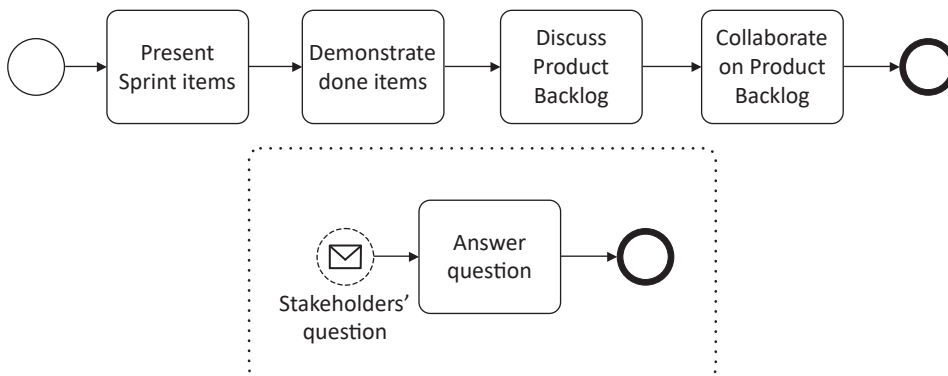 Present
Sprint items
Demonstrate
done items
Discuss
Product
Backlog
Collaborate
on Product
Backlog
Stakeholders’
question
Answer
question